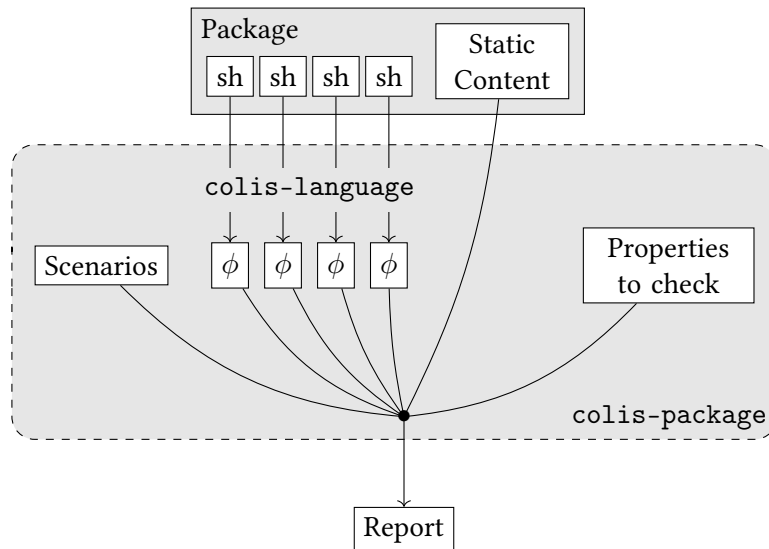 Package
Static
Content
sh sh sh sh
colis-language
Scenarios
ϕ ϕ ϕ ϕ
Properties
to check
colis-package
Report